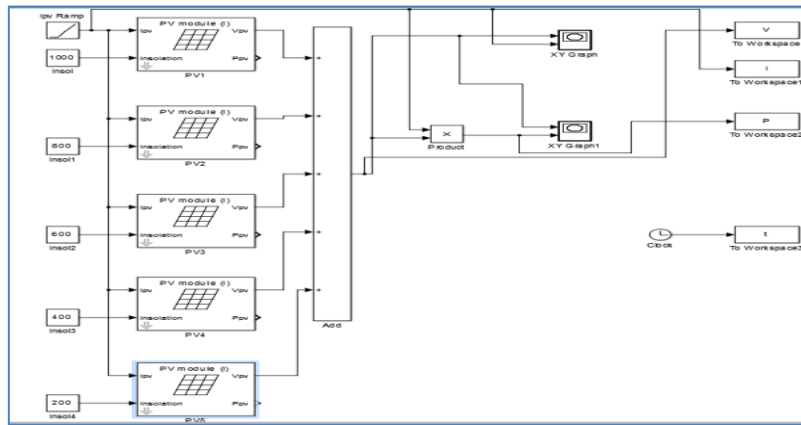 Ipv Ramp
1000
Insol
PV module (I)
Ipv
Vpv
Insolation
Ppv
PV1
800
Insol1
PV module (I)
Ipv
Vpv
Insolation
Ppv
PV2
600
Insol2
PV module (I)
Ipv
Vpv
Insolation
Ppv
PV3
400
Insol3
PV module (I)
Ipv
Vpv
Insolation
Ppv
PV4
200
Insol4
PV module (I)
Ipv
Vpv
Insolation
Ppv
PV5
+
+
+
+
+
Add
X
Product
XY Graph
XY Graph1
Clock
V
To Workspace
i
To Workspace1
P
To Workspace2
t
To Workspace3